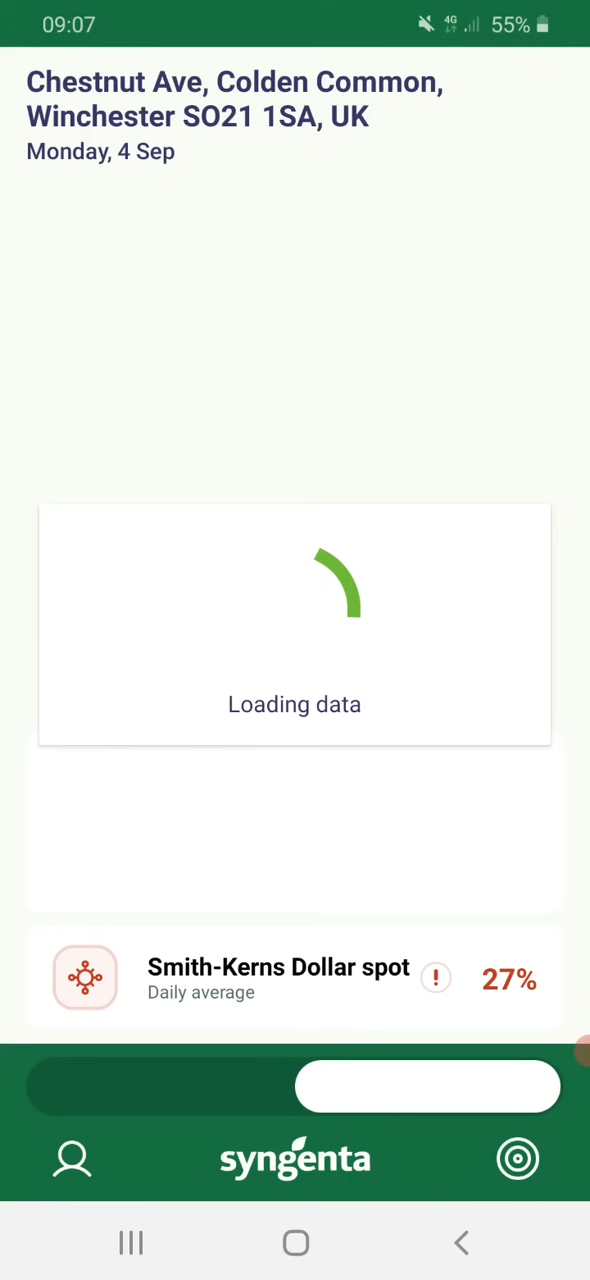 09:07
4G
55%
Chestnut Ave, Colden Common,
Winchester SO21 1SA, UK
Monday, 4 Sep
Loading data
Smith-Kerns Dollar spot
!
27%
Daily average
syngenta